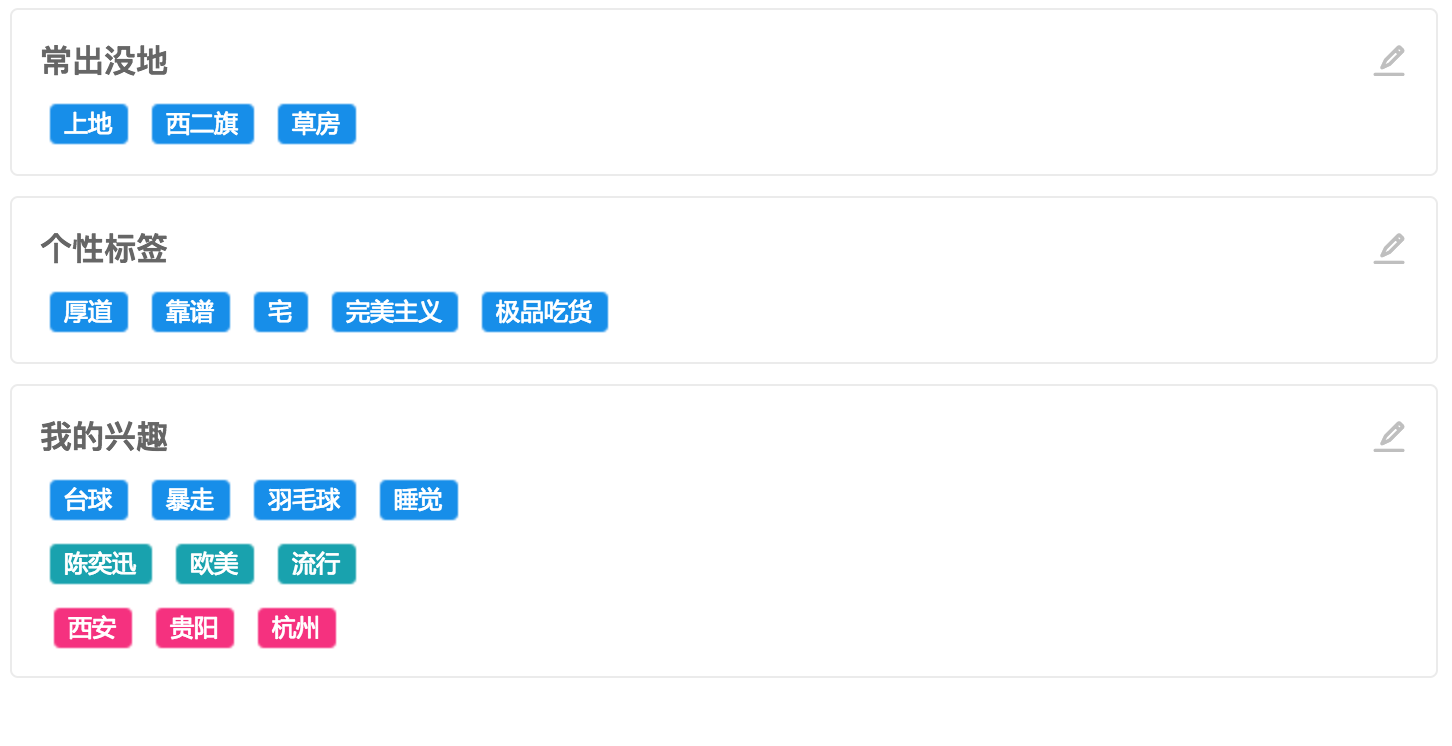 常出没地
上地 西二旗 草房
个性标签
厚道 靠谱 宅 完美主义 极品吃货
我的兴趣
台球 暴走 羽毛球 睡觉
陈奕迅 欧美 流行
西安 贵阳 杭州